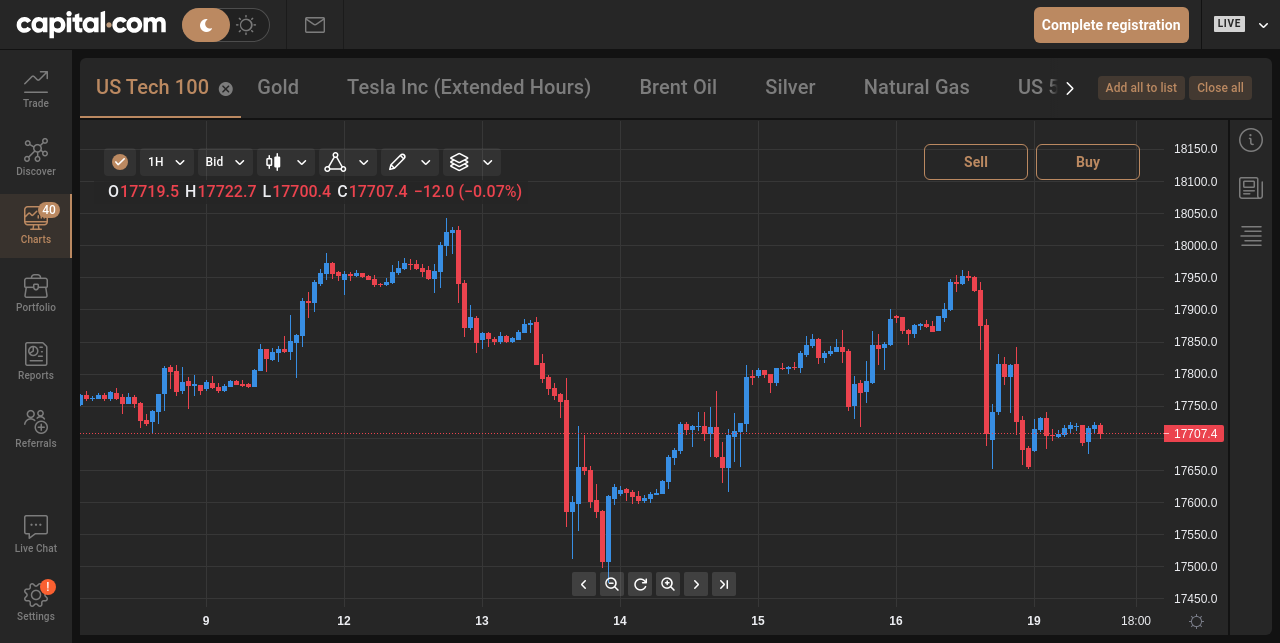 capital.com
Complete registration
LIVE
Trade
Discover
40
Charts
Portfolio
Reports
Referrals
Live Chat
!
Settings
US Tech 100
Gold
Tesla Inc (Extended Hours)
Brent Oil
Silver
Natural Gas
US 5
Add all to list
Close all
1H
Bid
Sell
Buy
O17719.5 H17722.7 L17700.4 C17707.4 −12.0 (−0.07%)
18150.0
18100.0
18050.0
18000.0
17950.0
17900.0
17850.0
17800.0
17750.0
17707.4
17650.0
17600.0
17550.0
17500.0
17450.0
9 12 13 14 15 16 19 18:00